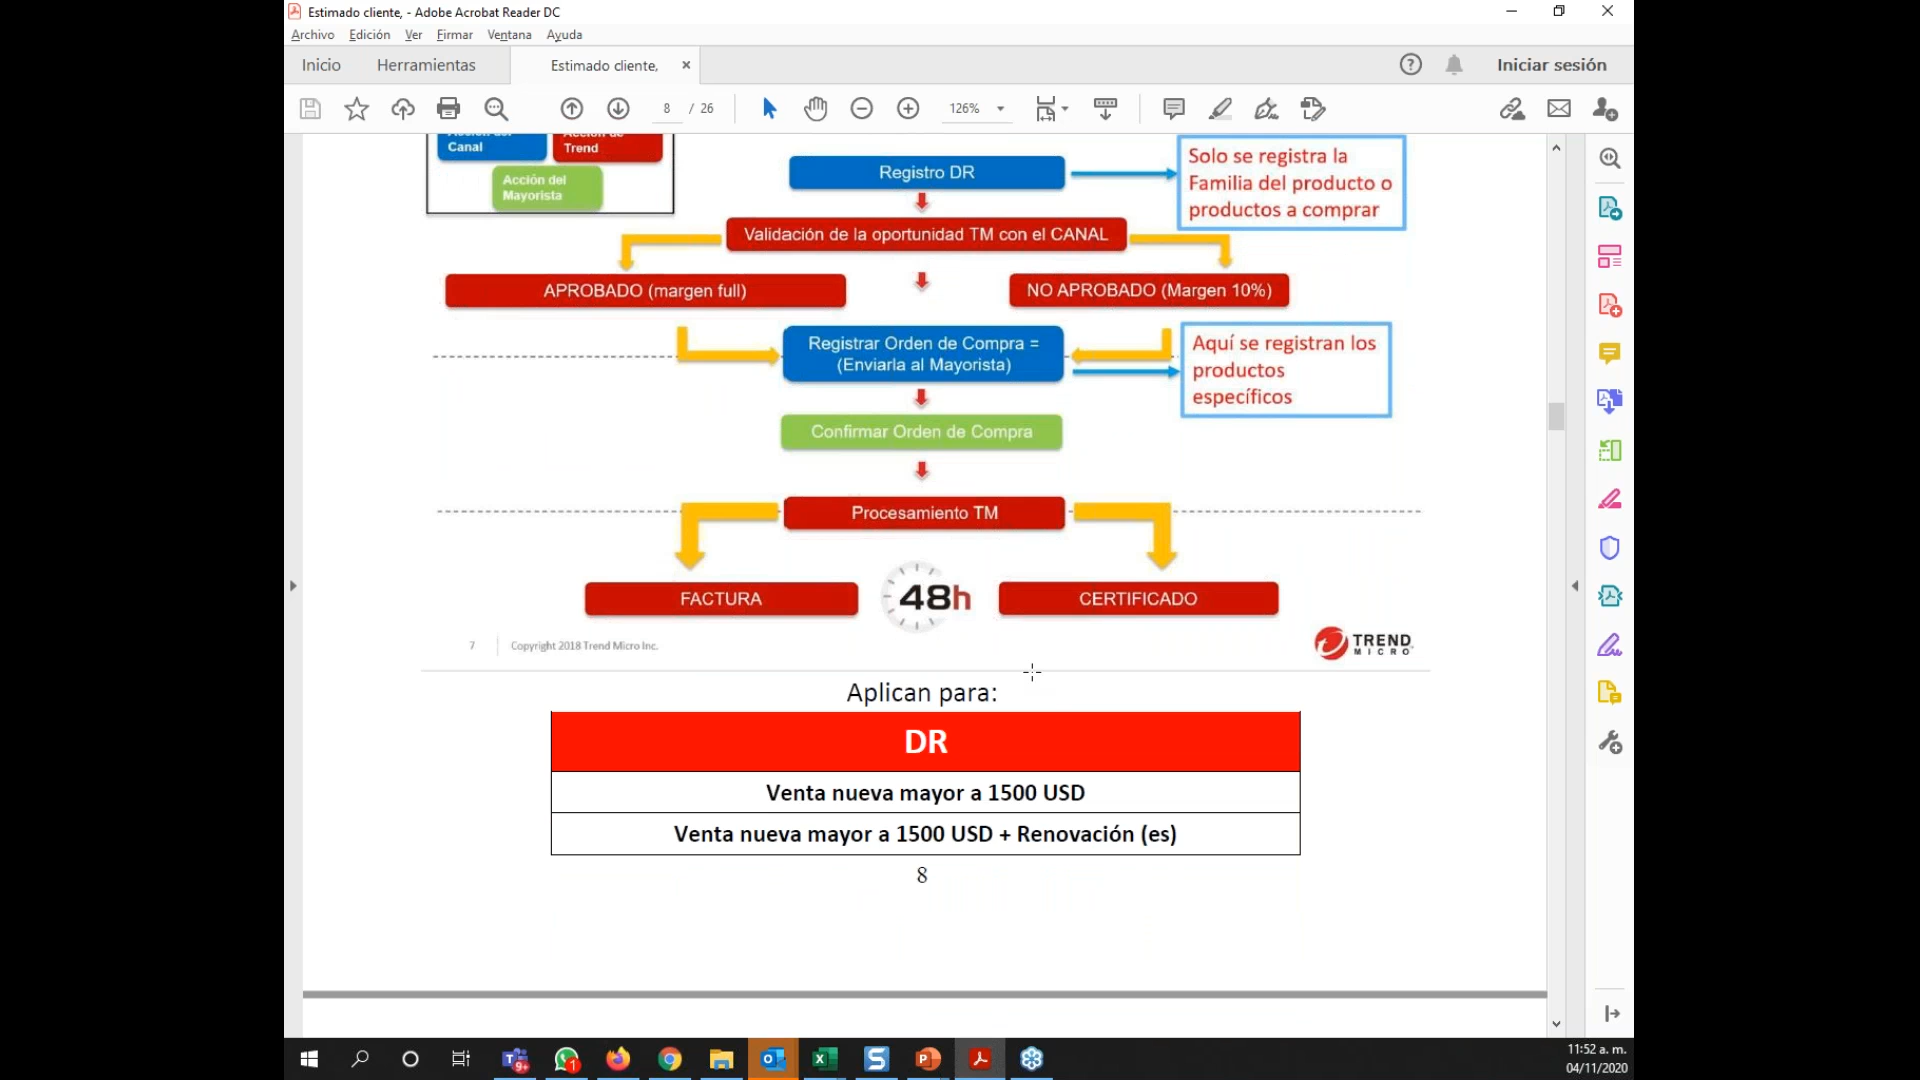 Estimado cliente, - Adobe Acrobat Reader DC
Archivo Edición Ver Firmar Ventana Ayuda
Inicio Herramientas Estimado cliente, Iniciar sesión
8 / 26 126%
Acción del
Canal
Acción de
Trend
Acción del
Mayorista
Registro DR
Solo se registra la
Familia del producto o
productos a comprar
Validación de la oportunidad TM con el CANAL
APROBADO (margen full)
NO APROBADO (Margen 10%)
Registrar Orden de Compra =
(Enviarla al Mayorista)
Aquí se registran los
productos
específicos
Confirmar Orden de Compra
Procesamiento TM
FACTURA
48h
CERTIFICADO
7 Copyright 2018 Trend Micro Inc.
TREND
MICRO
Aplican para:
DR
Venta nueva mayor a 1500 USD
Venta nueva mayor a 1500 USD + Renovación (es)
8
11:52 a. m.
04/11/2020